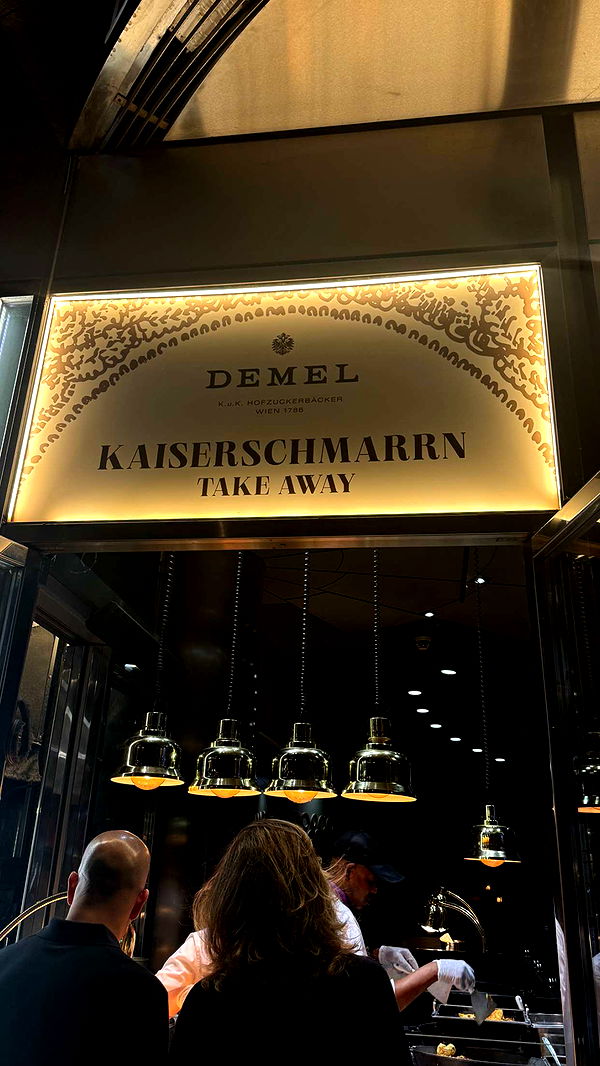 DEMEL
K.u.K. HOFZUCKERBÄCKER
WIEN 1786
KAISERSCHMARRN
TAKE AWAY